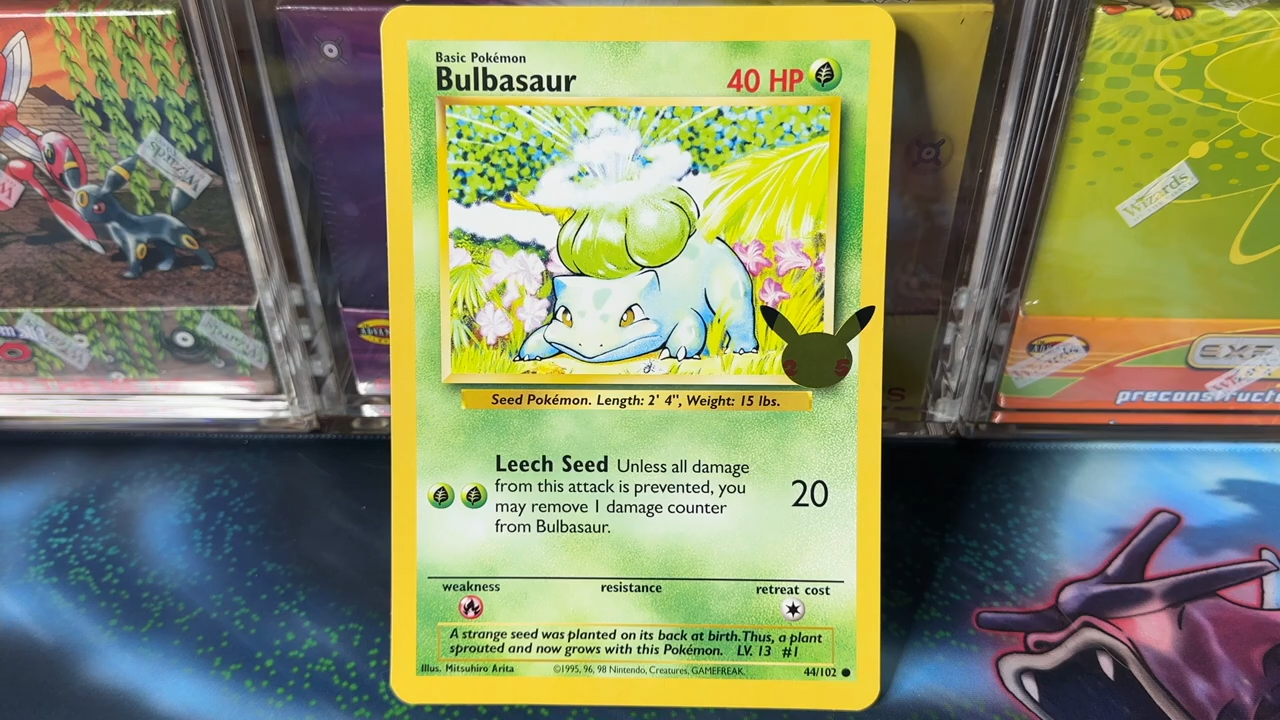 Basic Pokémon
Bulbasaur
40 HP
Seed Pokémon. Length: 2' 4", Weight: 15 lbs.
Leech Seed Unless all damage
from this attack is prevented, you
may remove 1 damage counter
from Bulbasaur.
20
weakness
resistance
retreat cost
A strange seed was planted on its back at birth. Thus, a plant
sprouted and now grows with this Pokémon. LV. 13 #1
Illus. Mitsuhiro Arita
©1995, 96, 98 Nintendo, Creatures, GAMEFREAK.
44/102
Wizards
Wizards
preconstruct